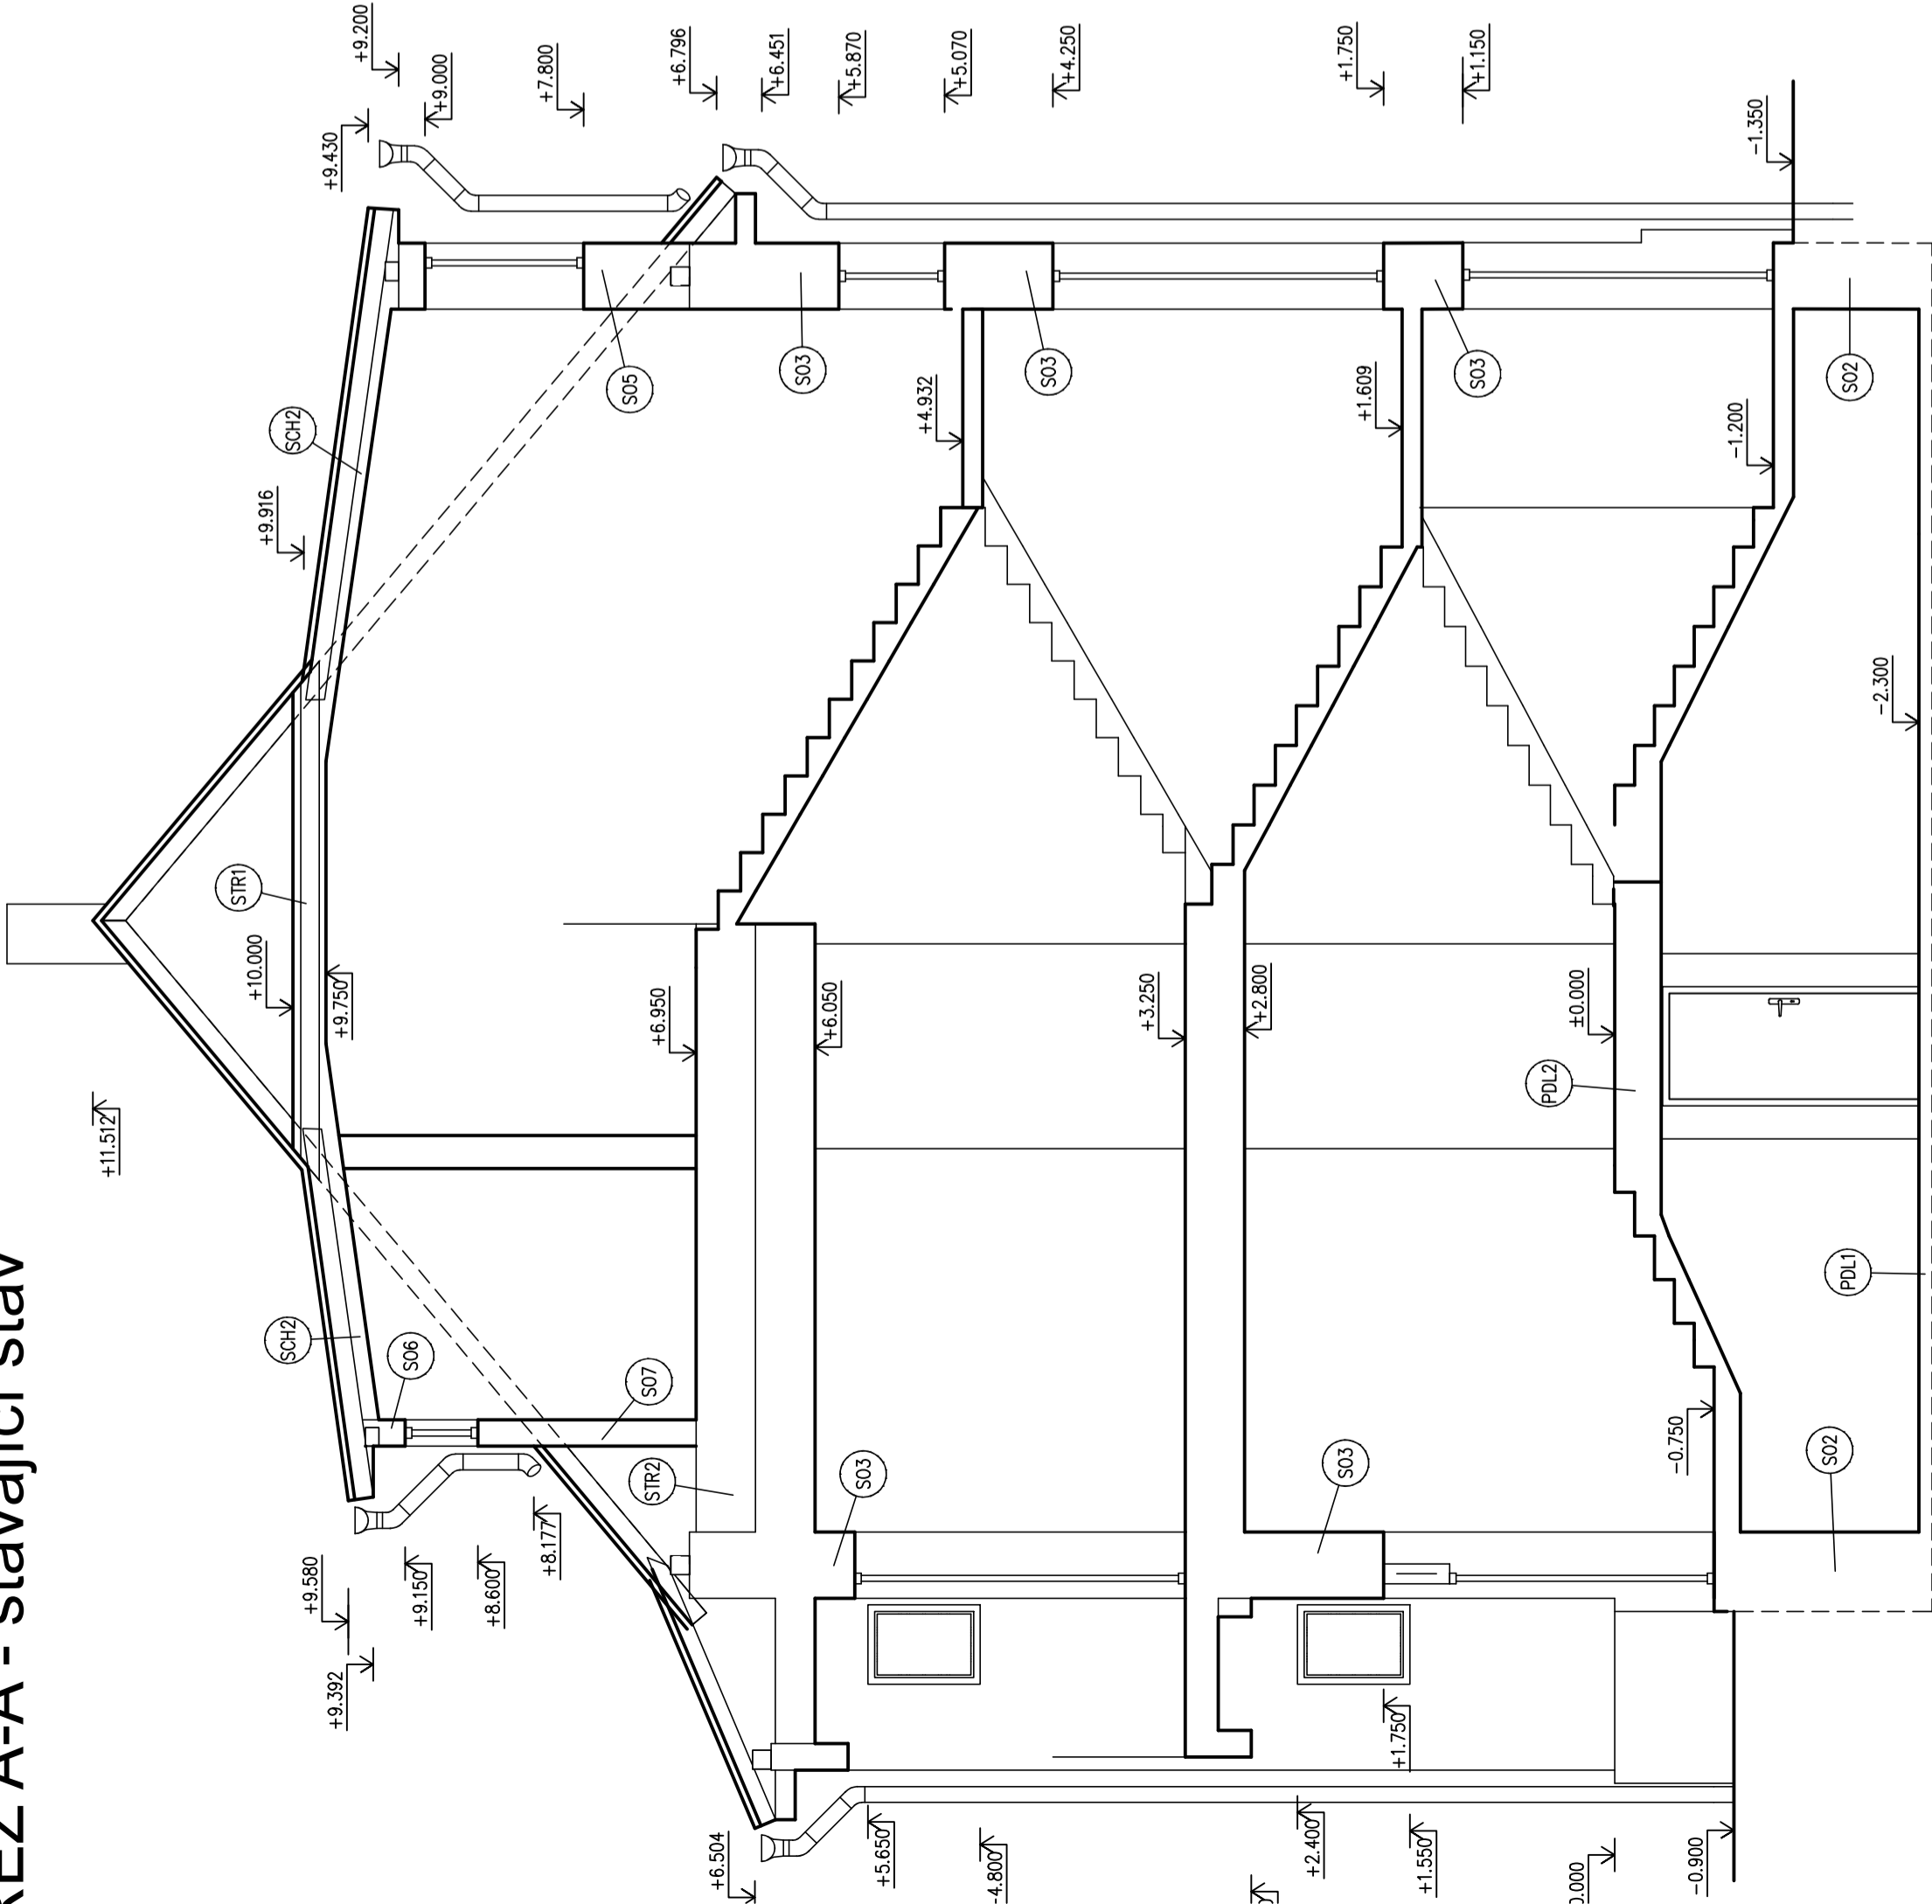 ŘEZ A-A - stávající stav
+9.200
+9.000
+9.430
+7.800
+6.796
+6.451
+5.870
+5.070
+4.250
+1.750
+1.150
-1.350
SCH2
+9.916
SO5
SO3
SO3
SO3
SO2
+4.932
+1.609
-1.200
-2.300
STR1
+10.000
+9.750
+6.950
+6.050
+3.250
+2.800
±0.000
PDL2
+11.512
SCH2
SO6
SO7
STR2
SO3
SO3
-0.750
SO2
PDL1
+9.580
+9.392
+9.150
+8.600
+8.177
+1.750
+6.504
+5.650
-4.800
+2.400
+1.550
0.000
-0.900